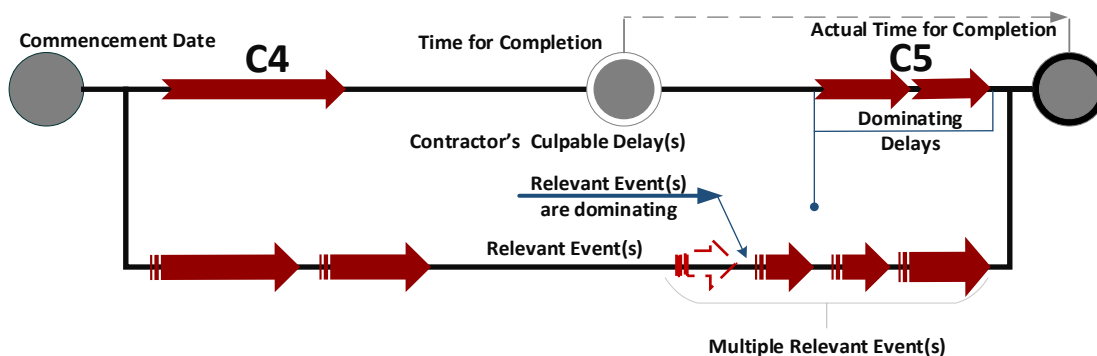 Commencement Date
C4
Time for Completion
Actual Time for Completion
C5
Dominating
Delays
Contractor's  Culpable Delay(s)
Relevant Event(s)
are dominating
Relevant Event(s)
Multiple Relevant Event(s)